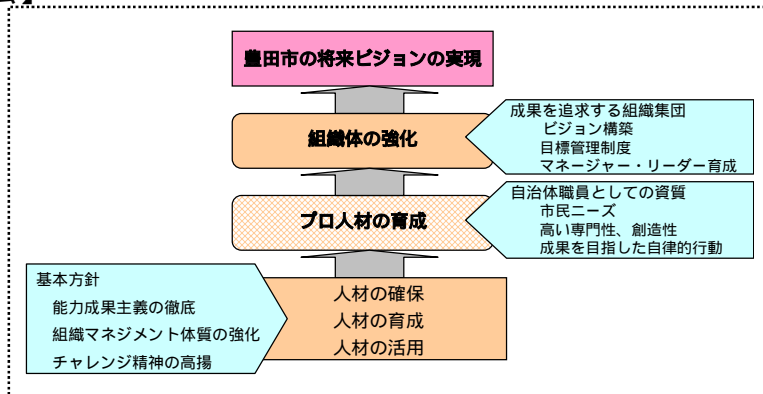 豊田市の将来ビジョンの実現
組織体の強化
成果を追求する組織集団
ビジョン構築
目標管理制度
マネージャー・リーダー育成
プロ人材の育成
自治体職員としての資質
市民ニーズ
高い専門性、創造性
成果を目指した自律的行動
基本方針
能力成果主義の徹底
組織マネジメント体質の強化
チャレンジ精神の高揚
人材の確保
人材の育成
人材の活用